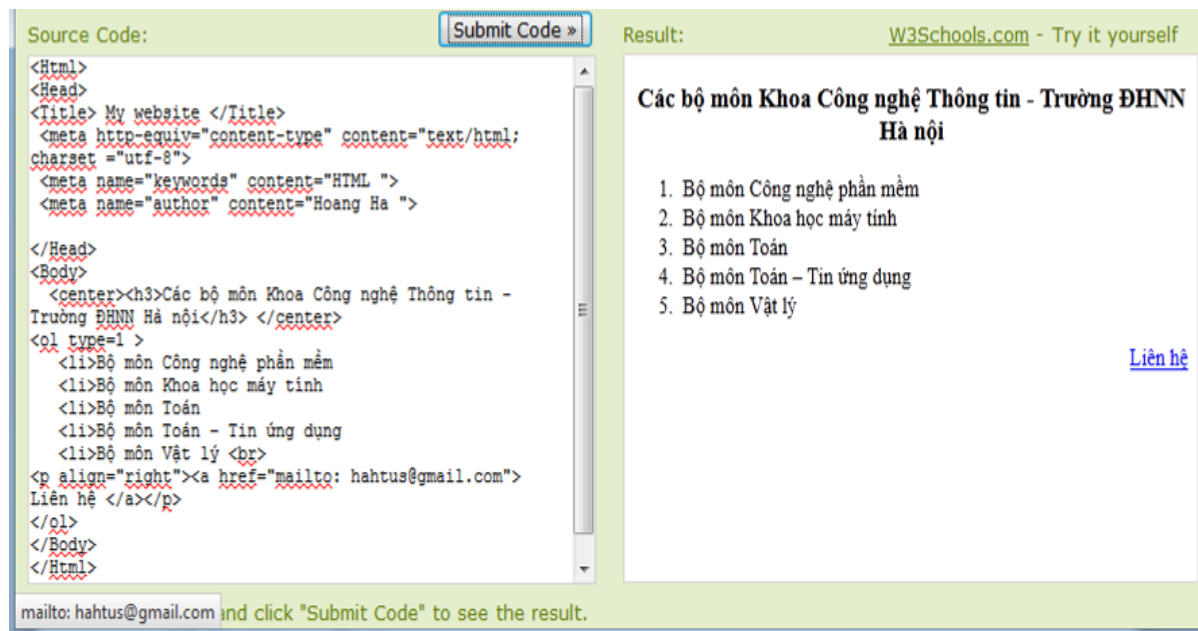 Source Code:
Submit Code »
Result:
W3Schools.com - Try it yourself
<Html>
<Head>
<Title> My website </Title>
<meta http-equiv="content-type" content="text/html;
charset ="utf-8">
<meta name="keywords" content="HTML ">
<meta name="author" content="Hoang Ha ">
</Head>
<Body>
<center><h3>Các bộ môn Khoa Công nghệ Thông tin -
Trường ĐHNN Hà nội</h3> </center>
<ol type=1 >
<li>Bộ môn Công nghệ phần mềm
<li>Bộ môn Khoa học máy tính
<li>Bộ môn Toán
<li>Bộ môn Toán – Tin ứng dụng
<li>Bộ môn Vật lý <br>
<p align="right"><a href="mailto: hahtus@gmail.com">
Liên hệ </a></p>
</ol>
</Body>
</Html>
Các bộ môn Khoa Công nghệ Thông tin - Trường ĐHNN
Hà nội
1. Bộ môn Công nghệ phần mềm
2. Bộ môn Khoa học máy tính
3. Bộ môn Toán
4. Bộ môn Toán – Tin ứng dụng
5. Bộ môn Vật lý
Liên hệ
mailto: hahtus@gmail.com and click "Submit Code" to see the result.